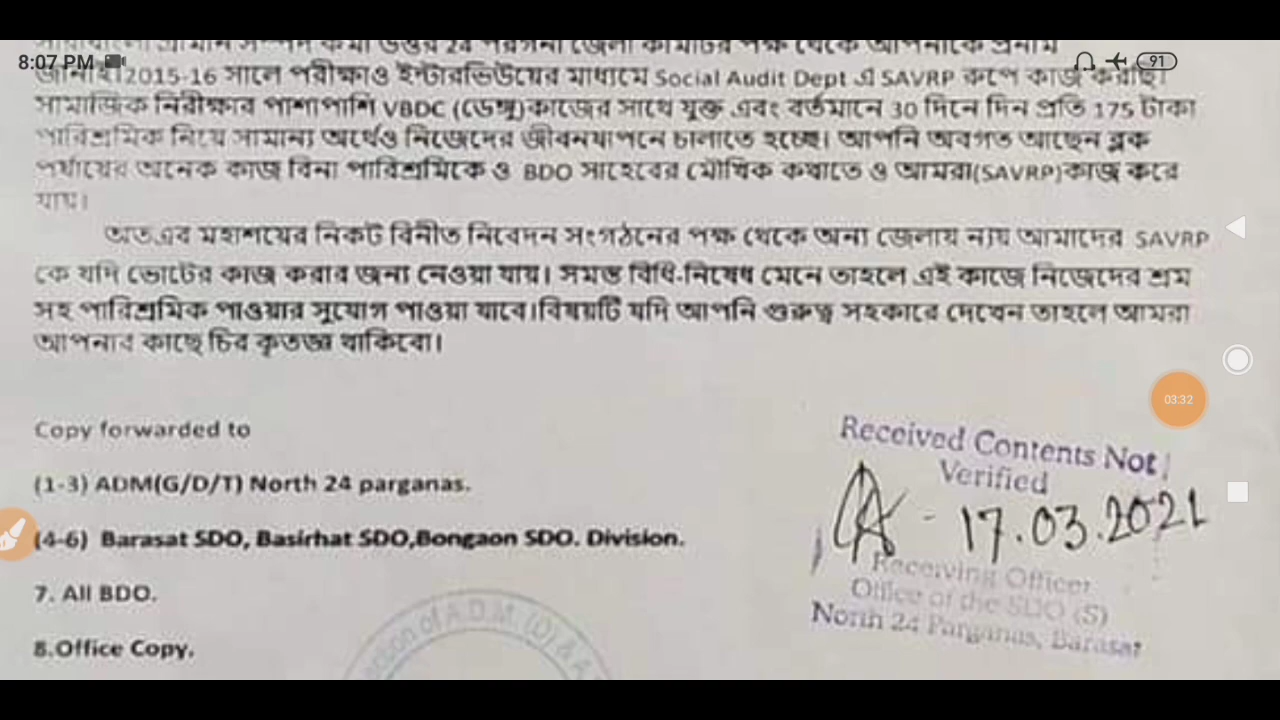 8:07 PM
91
জানাই।2015-16 সালে পরীক্ষাও ইন্টারভিউয়ের মাধ্যমে Social Audit Dept এ SAVRP রুপে কাজ করছি।
সামাজিক নিরীক্ষার পাশাপাশি VBDC (ডেঙ্গু)কাজের সাথে যুক্ত এবং বর্তমানে 30 দিনে দিন প্রতি 175 টাকা
পারিশ্রমিক নিয়ে সামান্য অর্থেও নিজেদের জীবনযাপনে চালাতে হচ্ছে। আপনি অবগত আছেন ব্লক
পর্যায়ের অনেক কাজ বিনা পারিশ্রমিকে ও BDO সাহেবের মৌখিক কথাতে ও আমরা(SAVRP)কাজ করে
যায়।
অতএব মহাশয়ের নিকট বিনীত নিবেদন সংগঠনের পক্ষ থেকে অন্য জেলায় ন্যয় আমাদের SAVRP
কে যদি ভোটের কাজ করার জন্য নেওয়া যায়। সমস্ত বিধি-নিষেধ মেনে তাহলে এই কাজে নিজেদের শ্রম
সহ পারিশ্রমিক পাওয়ার সুযোগ পাওয়া যাবে।বিষয়টি যদি আপনি গুরুত্ব সহকারে দেখেন তাহলে আমরা
আপনার কাছে চির কৃতজ্ঞ থাকিবো।
03:32
Copy forwarded to
(1-3) ADM(G/D/T) North 24 parganas.
(4-6) Barasat SDO, Basirhat SDO,Bongaon SDO. Division.
7. All BDO.
8.Office Copy.
Received Contents Not
Verified
17.03.2021
Receiving Officer
Office of the SDO (S)
North 24 Parganas, Barasat
of A.D.M. (D) &